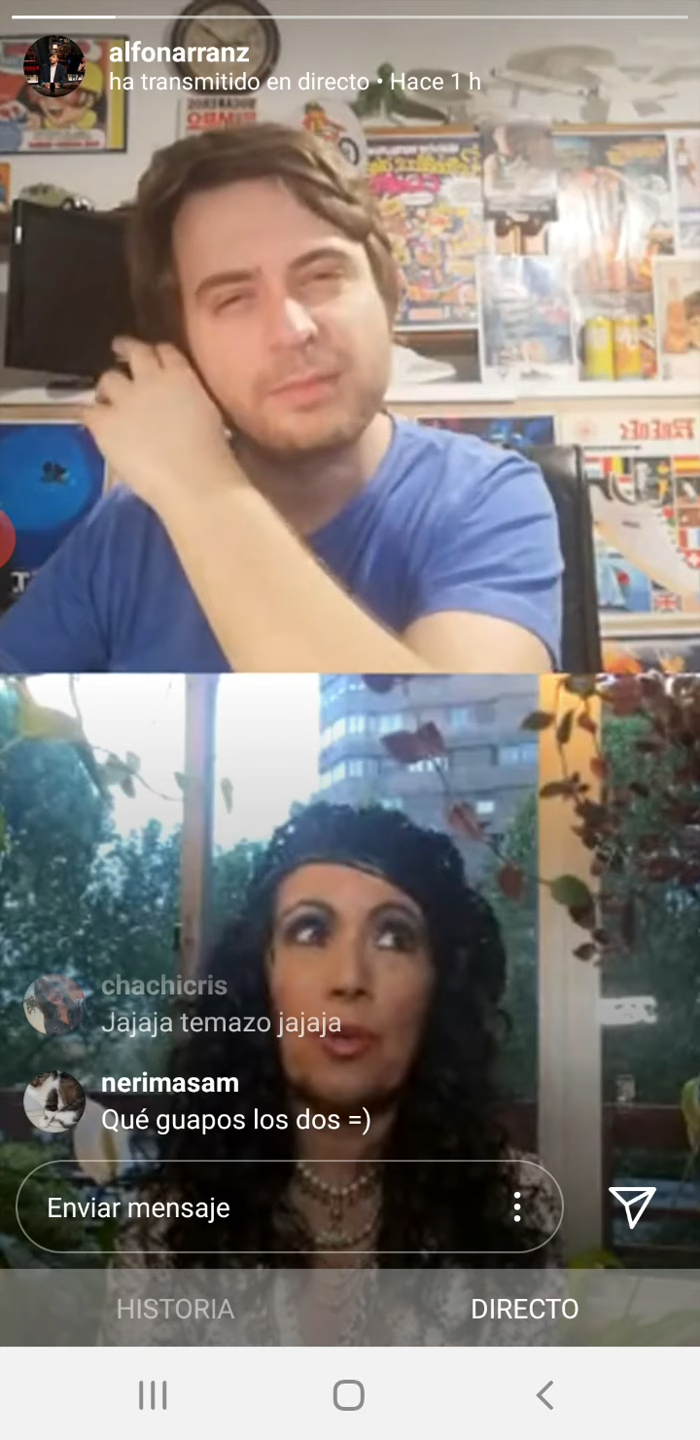 alfonarranz
ha transmitido en directo • Hace 1 h
chachicris
Jajaja temazo jajaja
nerimasam
Qué guapos los dos =)
Enviar mensaje
HISTORIA
DIRECTO